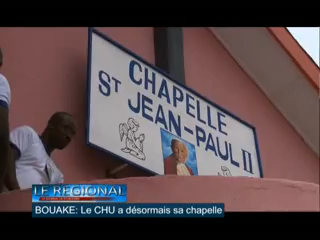 CHAPELLE
St JEAN-PAUL II
LE REGIONAL
BOUAKE: Le CHU a désormais sa chapelle